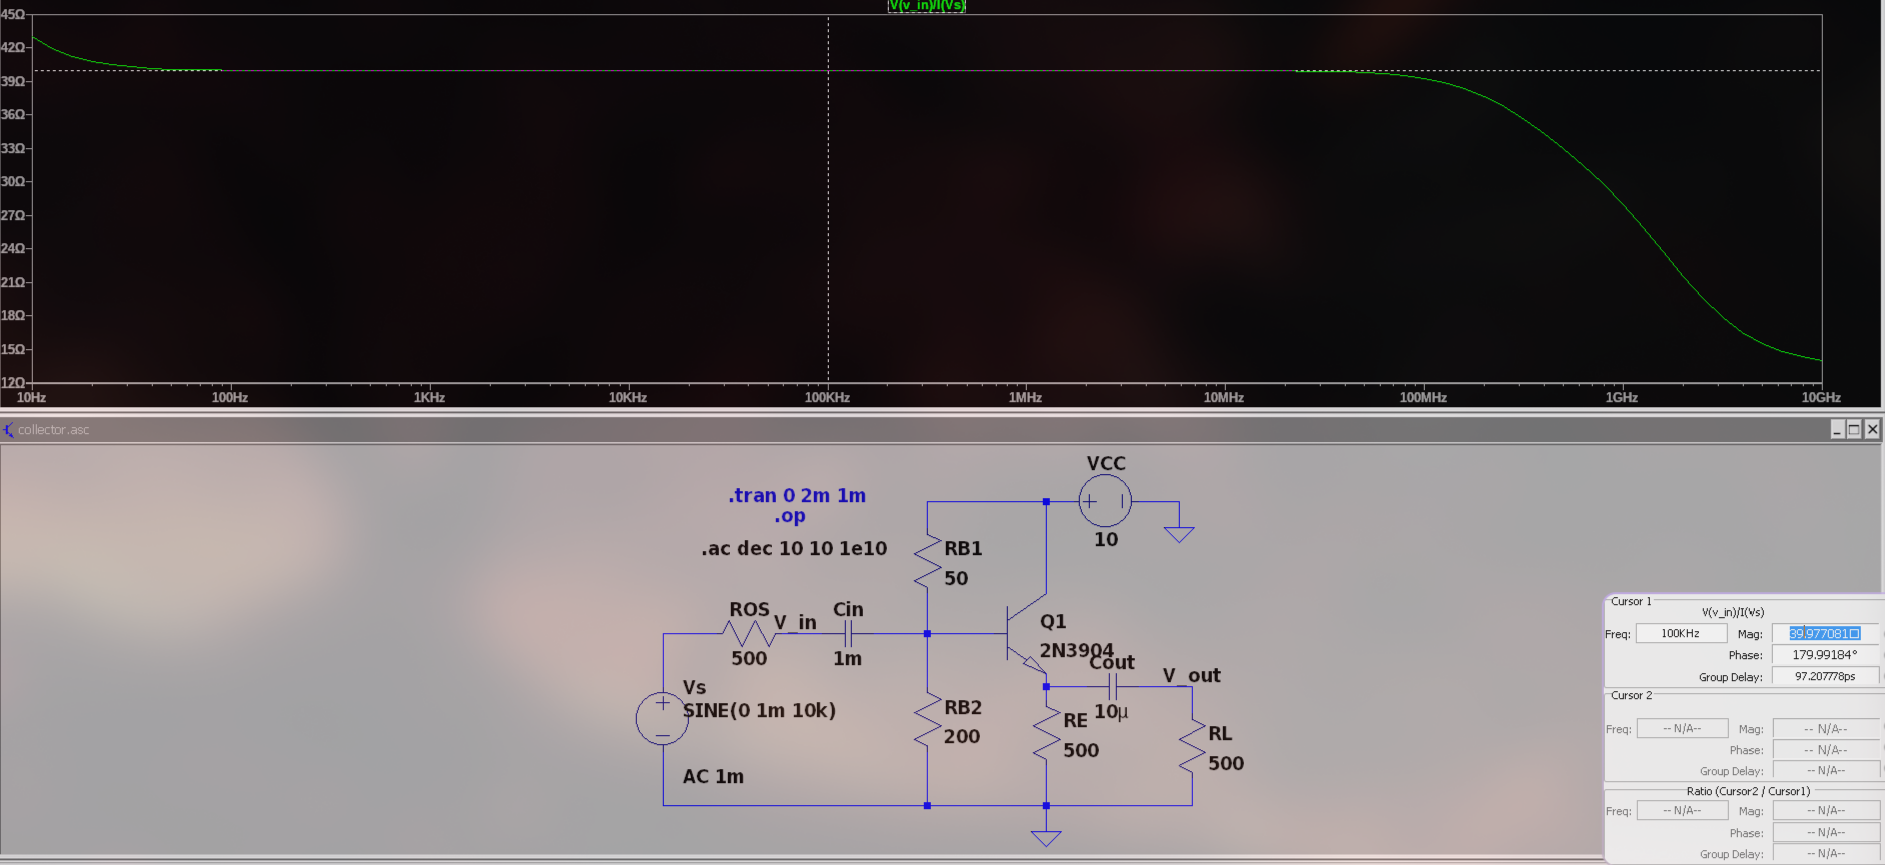 V(v_in)/I(Vs)
45Ω
42Ω
39Ω
36Ω
33Ω
30Ω
27Ω
24Ω
21Ω
18Ω
15Ω
12Ω
10Hz 100Hz 1KHz 10KHz 100KHz 1MHz 10MHz 100MHz 1GHz 10GHz
collector.asc
VCC
10
.tran 0 2m 1m
.op
.ac dec 10 10 1e10
RB1
50
ROS
500
V_in
Cin
1m
Q1
2N3904
Cout
10µ
V_out
Vs
SINE(0 1m 10k)
AC 1m
RB2
200
RE
500
RL
500
Cursor 1
V(v_in)/I(Vs)
Freq: 100KHz Mag: 39.977081□
Phase: 179.99184°
Group Delay: 97.207778ps
Cursor 2
Freq: -- N/A-- Mag: -- N/A--
Phase: -- N/A--
Group Delay: -- N/A--
Ratio (Cursor2 / Cursor1)
Freq: -- N/A-- Mag: -- N/A--
Phase: -- N/A--
Group Delay: -- N/A--